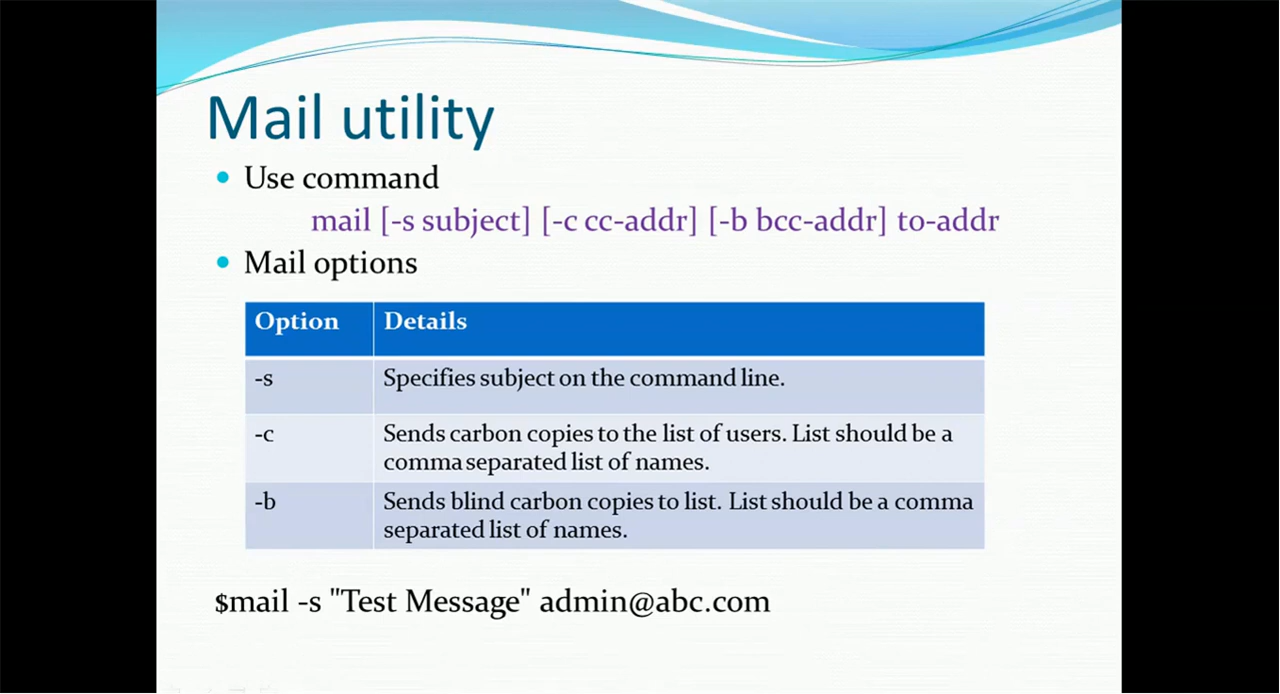 Mail utility
Use command
mail [-s subject] [-c cc-addr] [-b bcc-addr] to-addr
Mail options
Option Details
-s Specifies subject on the command line.
-c Sends carbon copies to the list of users. List should be a
comma separated list of names.
-b Sends blind carbon copies to list. List should be a comma
separated list of names.
$mail -s "Test Message" admin@abc.com